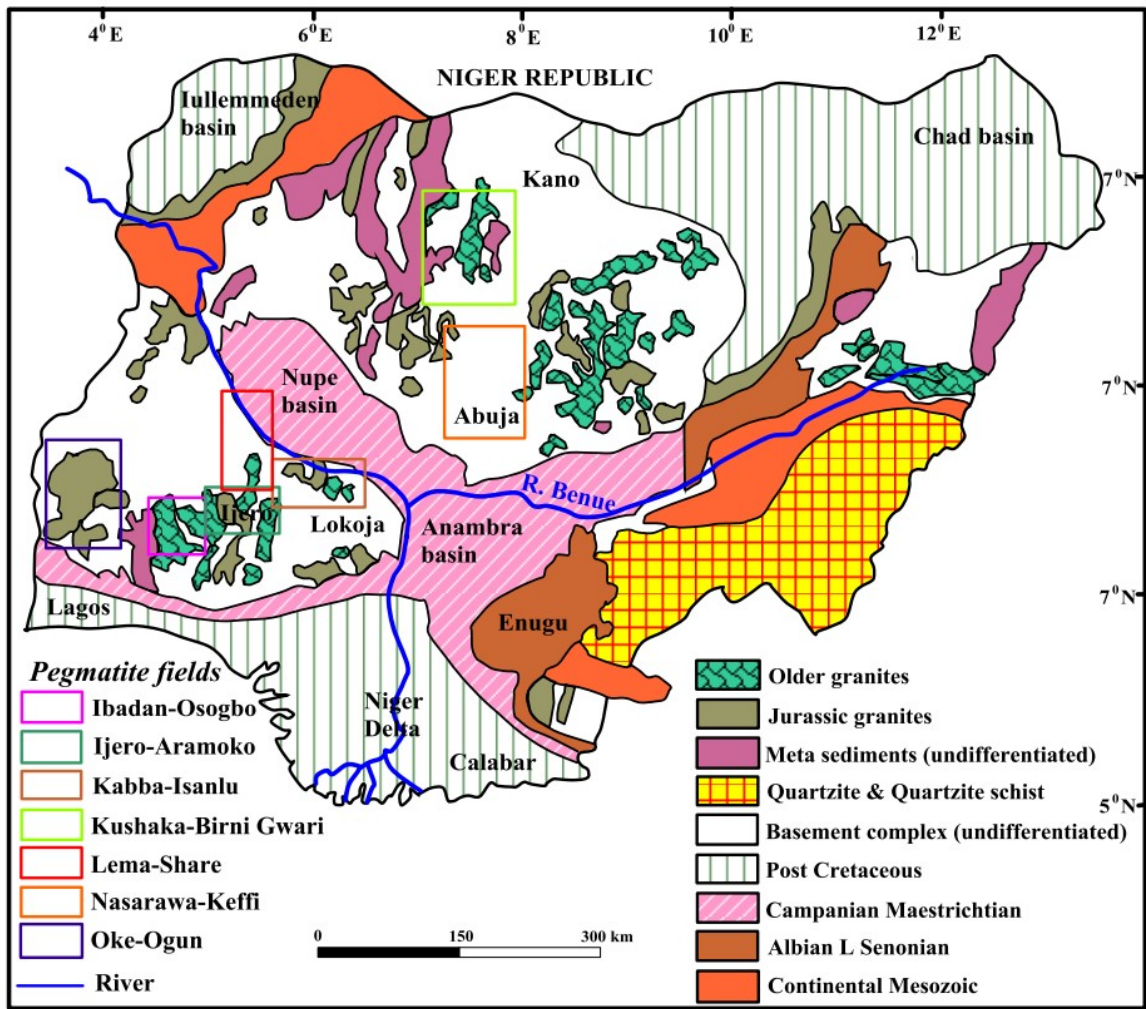 4⁰E 6⁰E 8⁰E 10⁰E 12⁰E
NIGER REPUBLIC
Iullemmeden
basin
Chad basin
Kano
7⁰N
Nupe
basin
7⁰N
Abuja
R. Benue
Ijero
Lokoja
Anambra
basin
Lagos
Enugu
7⁰N
Niger
Delta
Calabar
5⁰N
Pegmatite fields
Ibadan-Osogbo
Ijero-Aramoko
Kabba-Isanlu
Kushaka-Birni Gwari
Lema-Share
Nasarawa-Keffi
Oke-Ogun
River
0 150 300 km
Older granites
Jurassic granites
Meta sediments (undifferentiated)
Quartzite & Quartzite schist
Basement complex (undifferentiated)
Post Cretaceous
Campanian Maestrichtian
Albian L Senonian
Continental Mesozoic